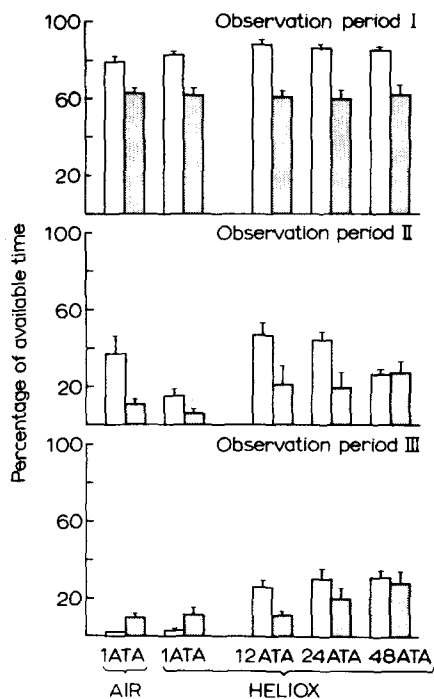 Observation period I
100
60
20
Observation period II
100
60
20
Observation period III
100
60
20
Percentage of available time
1ATA 1ATA 12ATA 24ATA 48ATA
AIR HELIOX